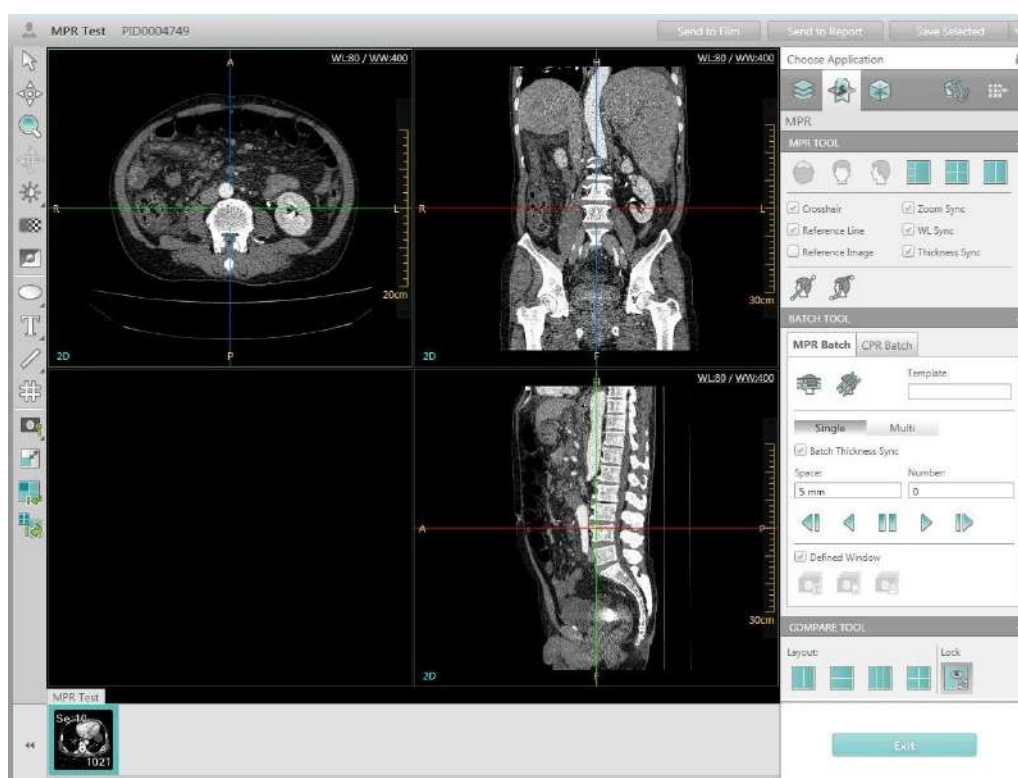 MPR Test PID0004749
Send to Film Send to Report Save Selected
A
WL:80 / WW:400
R
L
20cm
2D
P
H
WL:80 / WW:400
R
L
30cm
2D
F
H
WL:80 / WW:400
A
P
30cm
2D
F
MPR Test
Se:10
1021
Choose Application
MPR
MPR TOOL
Crosshair Zoom Sync
Reference Line WL Sync
Reference Image Thickness Sync
BATCH TOOL
MPR Batch CPR Batch
Template
Single Multi
Batch Thickness Sync
Space: Number:
5 mm 0
Defined Window
COMPARE TOOL
Layout: Lock
Exit